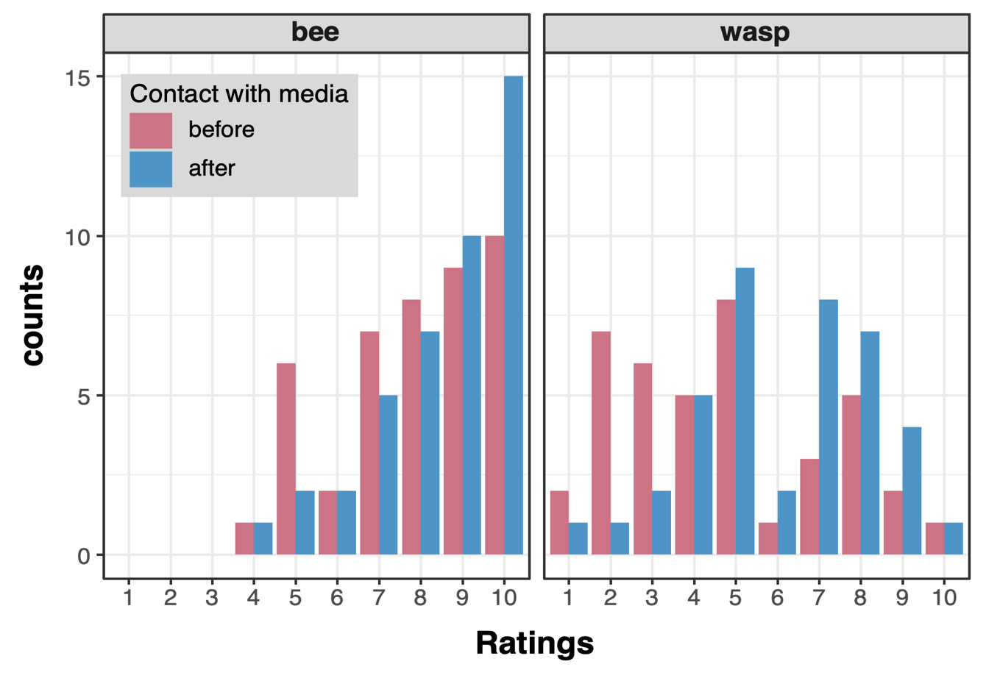 bee
wasp
Contact with media
before
after
15
10
5
0
counts
1 2 3 4 5 6 7 8 9 10
1 2 3 4 5 6 7 8 9 10
Ratings